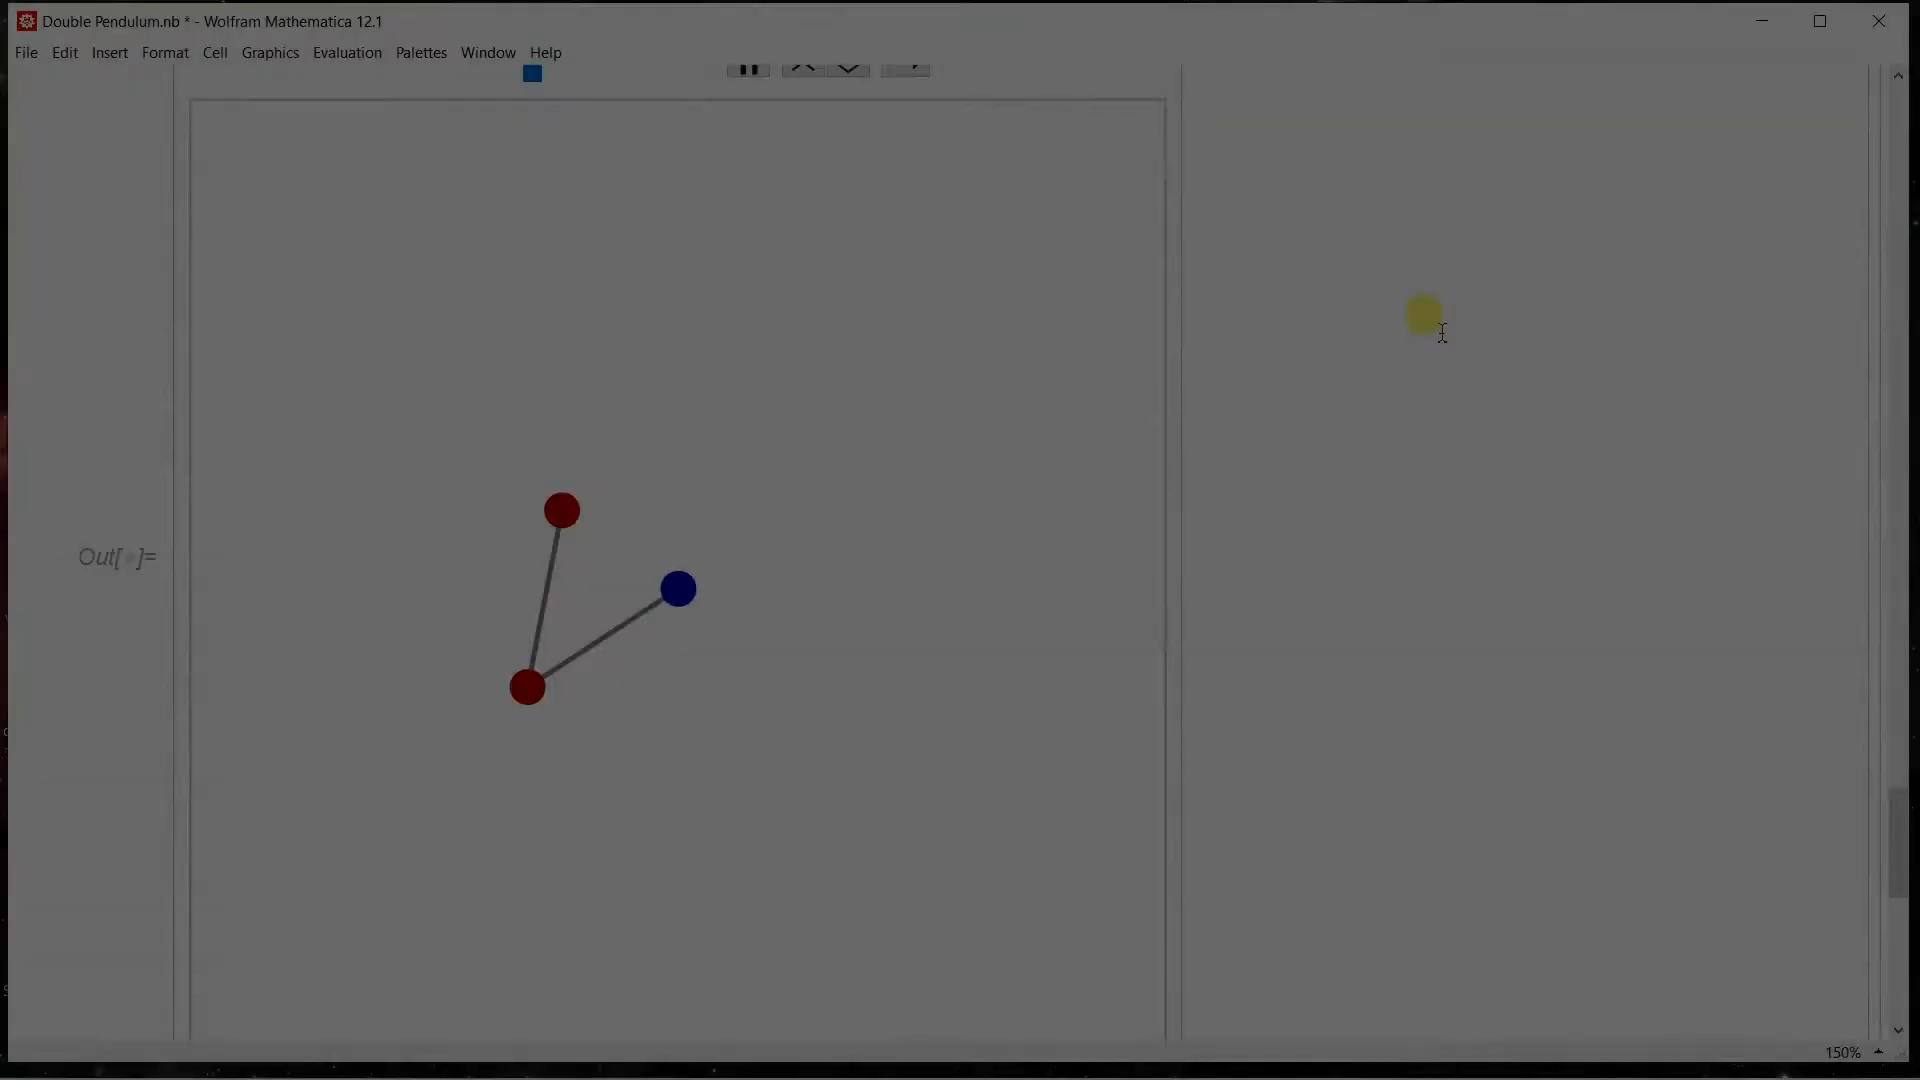 Double Pendulum.nb * - Wolfram Mathematica 12.1
File Edit Insert Format Cell Graphics Evaluation Palettes Window Help
Out[ ]=
150%